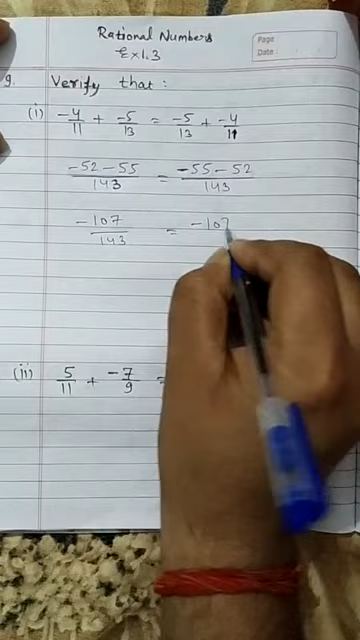 Rational Numbers
Ex 1.3
Page
Date :
9. Verify that :
(i) -4/11 + -5/13 = -5/13 + -4/11
-52 - 55/143 = -55 - 52/143
-107/143 = -107
(ii) 5/11 + -7/9 =